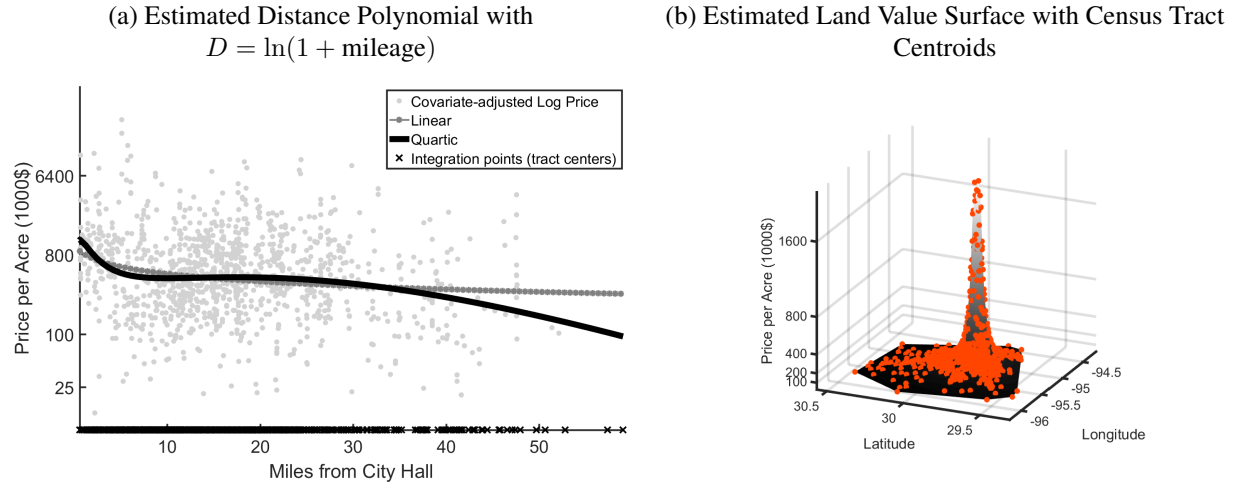 (a) Estimated Distance Polynomial with
D = ln(1 + mileage)
Price per Acre (1000$)
6400
800
100
25
Covariate-adjusted Log Price
Linear
Quartic
Integration points (tract centers)
10
20
30
40
50
Miles from City Hall
(b) Estimated Land Value Surface with Census Tract
Centroids
Price per Acre (1000$)
1600
800
400
200
100
30.5
30
29.5
Latitude
-94.5
-95
-95.5
-96
Longitude